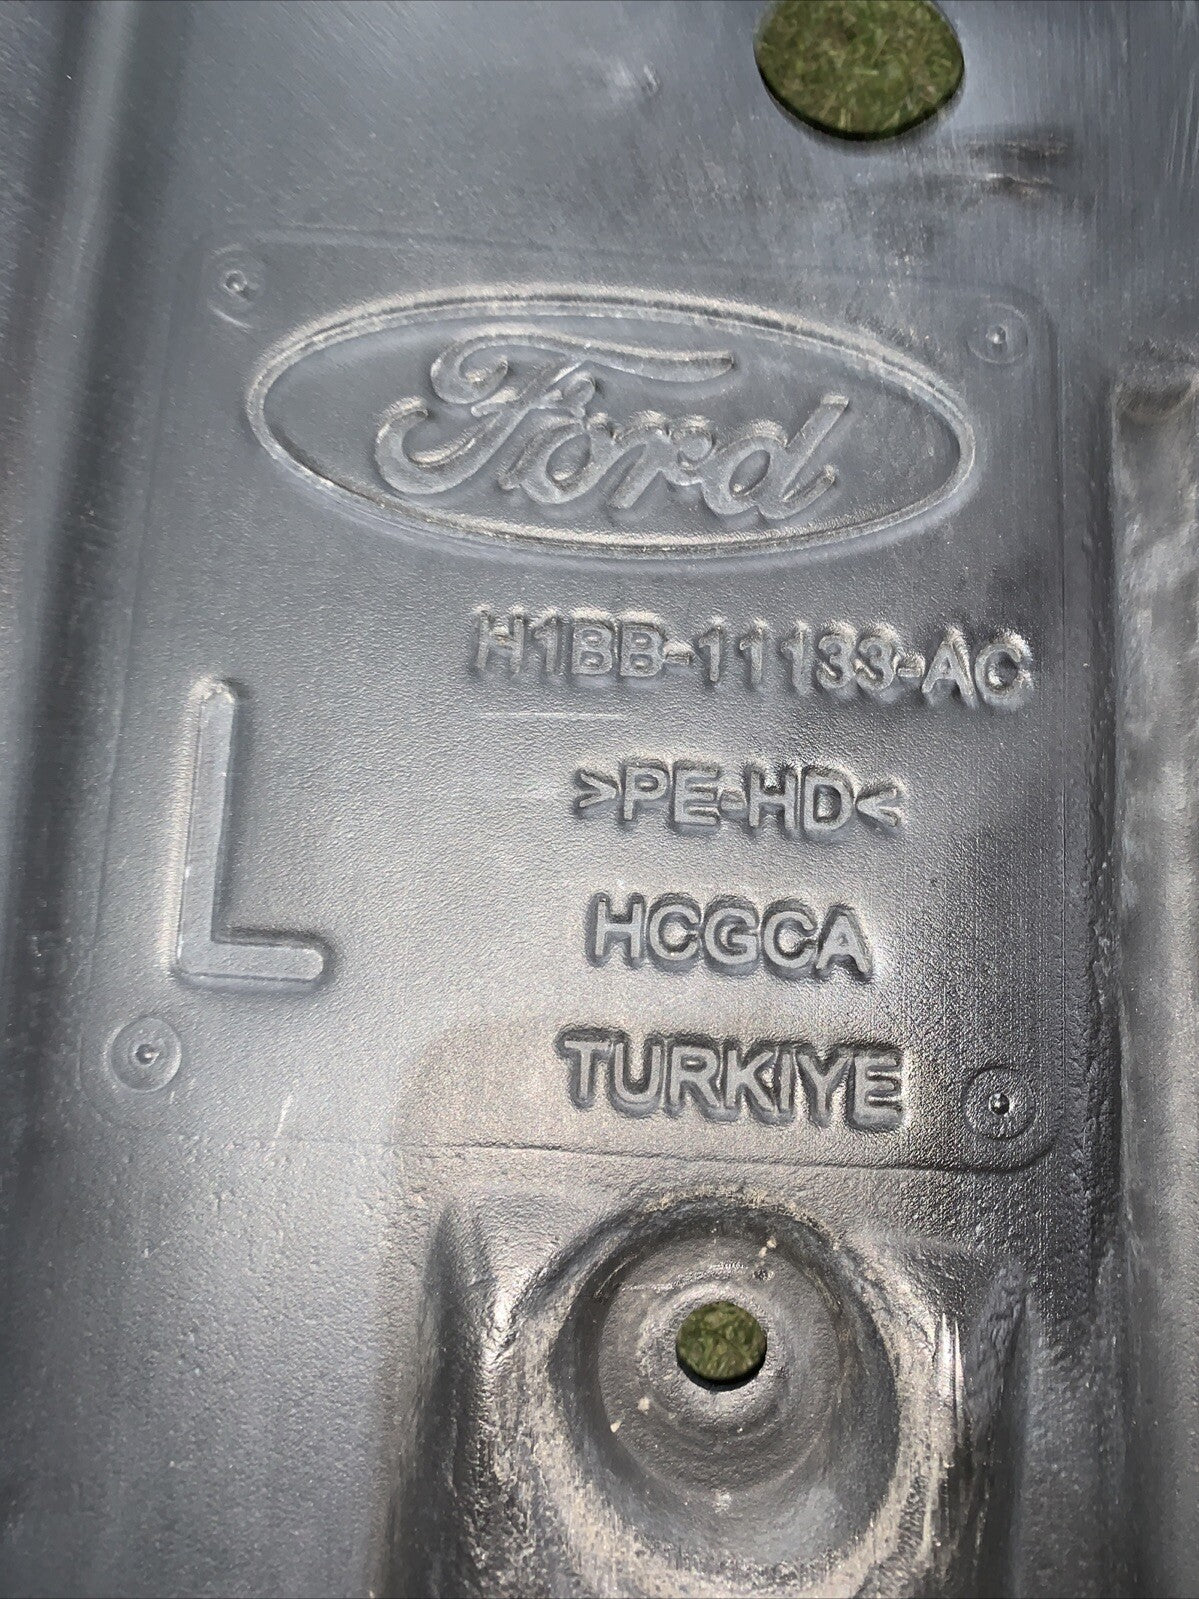 Ford
H1BB-11133-AC
L
>PE-HD<
HCGCA
TURKIYE